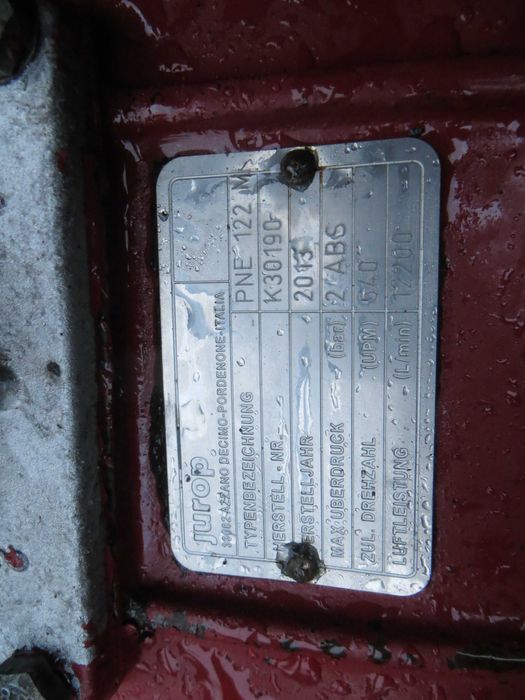 jurop
33082-AZZANO DECIMO-PORDENONE-ITALIA
TYPENBEZEICHNUNG PNE 122 M
HERSTELL.-NR. K30190
HERSTELLJAHR 2013
MAX.ÜBERDRUCK (bar) 2 ABS
ZUL. DREHZAHL (UPM) 540
LUFTLEISTUNG (L/min) 12200